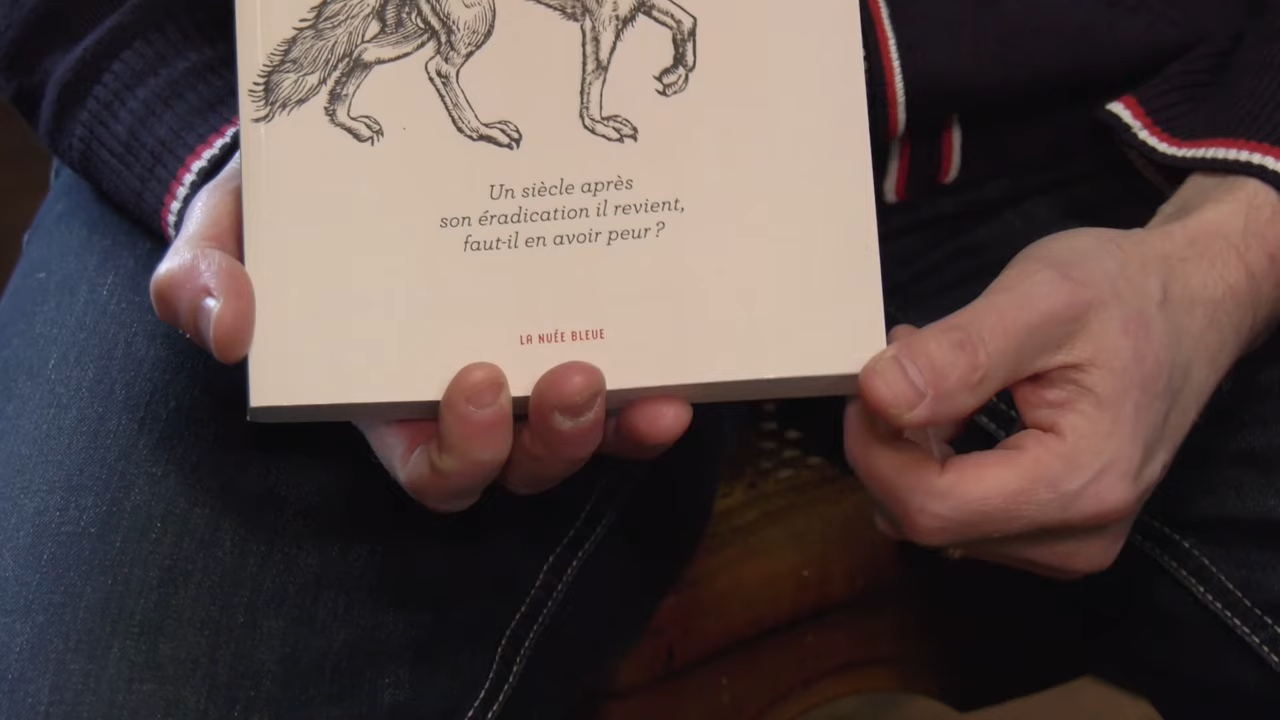 Un siècle après
son éradication il revient,
faut-il en avoir peur ?
LA NUÉE BLEUE